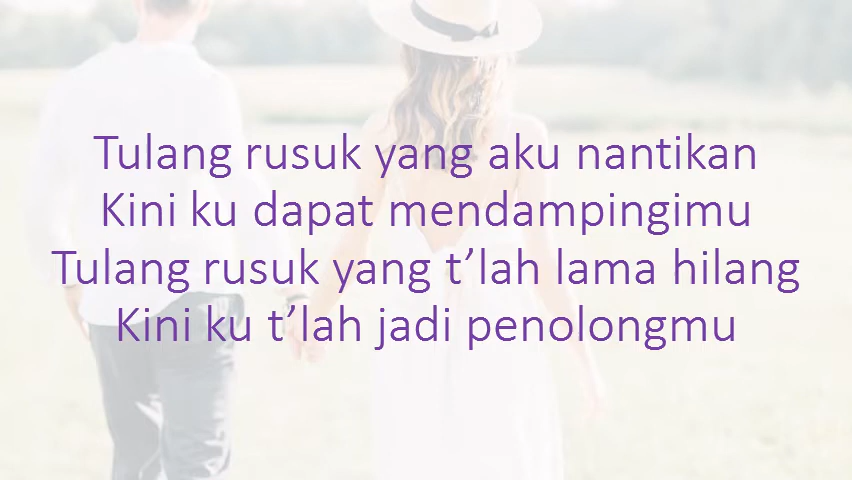 Tulang rusuk yang aku nantikan
Kini ku dapat mendampingimu
Tulang rusuk yang t’lah lama hilang
Kini ku t’lah jadi penolongmu